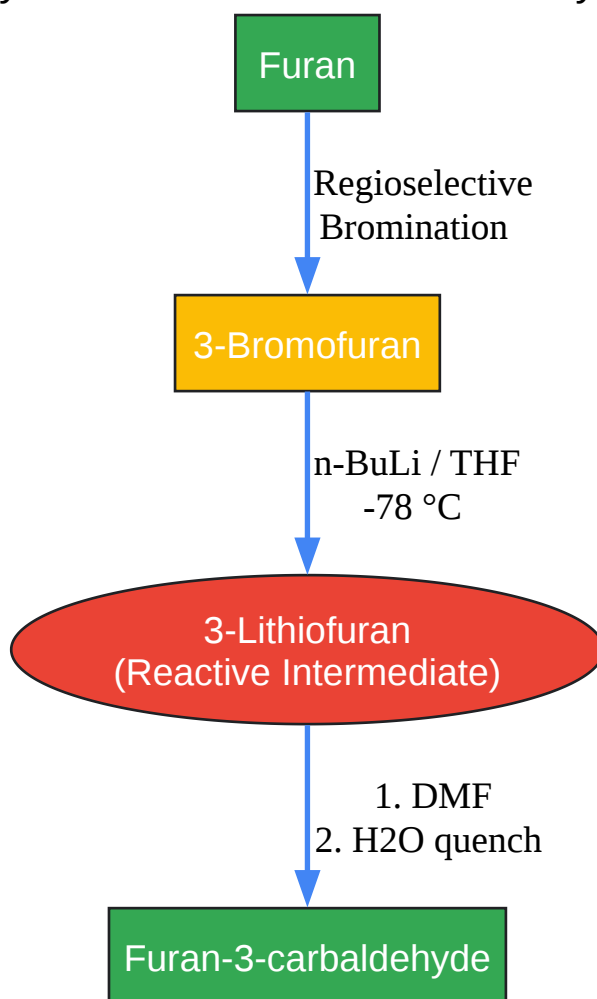 Furan
Regioselective
Bromination
3-Bromofuran
n-BuLi / THF
-78 °C
3-Lithiofuran
(Reactive Intermediate)
1. DMF
2. H2O quench
Furan-3-carbaldehyde